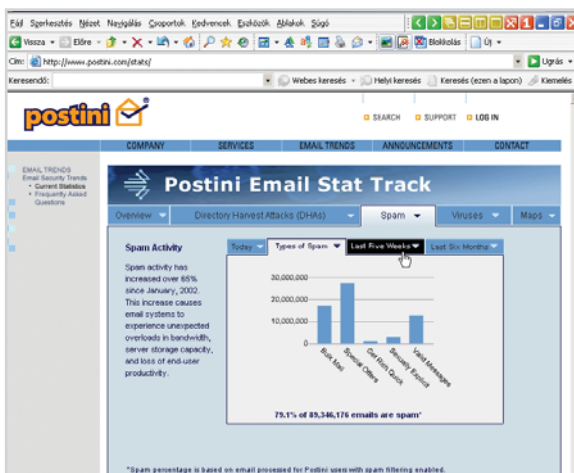 Fájl Szerkesztés Nézet Navigálás Csoportok Kedvencek Eszközök Ablakok Súgó
Vissza Előre Blokkolás Új
Cím: http://www.postini.com/stats/ Ugrás
Keresendő: Webes keresés Helyi keresés Keresés (ezen a lapon) Kiemelés
postini
SEARCH SUPPORT LOG IN
COMPANY SERVICES EMAIL TRENDS ANNOUNCEMENTS CONTACT
EMAIL TRENDS
Email Security Trends
• Current Statistics
• Frequently Asked
Questions
Postini Email Stat Track
Overview Directory Harvest Attacks (DHAs) Spam Viruses Maps
Today Types of Spam Last Five Weeks Last Six Months
Spam Activity
Spam activity has
increased over 65%
since January, 2002.
This increase causes
email systems to
experience unexpected
overloads in bandwidth,
server storage capacity,
and loss of end-user
productivity.
30,000,000
20,000,000
10,000,000
0
Bulk Mail
Special Offers
Get Rich Quick
Sexually Explicit
Valid Messages
79.1% of 89,346,176 emails are spam*
*Spam percentage is based on email processed for Postini users with spam filtering enabled.